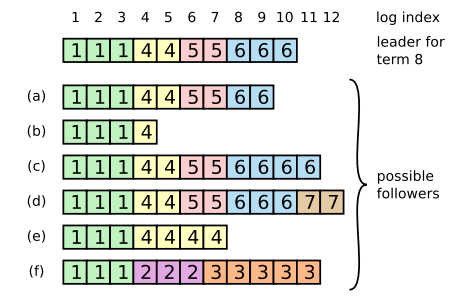 1 2 3 4 5 6 7 8 9 10 11 12 log index
1 1 1 4 4 5 5 6 6 6 leader for
term 8
(a) 1 1 1 4 4 5 5 6 6
(b) 1 1 1 4
(c) 1 1 1 4 4 5 5 6 6 6 6
possible
followers
(d) 1 1 1 4 4 5 5 6 6 6 7 7
(e) 1 1 1 4 4 4 4
(f) 1 1 1 2 2 2 3 3 3 3 3